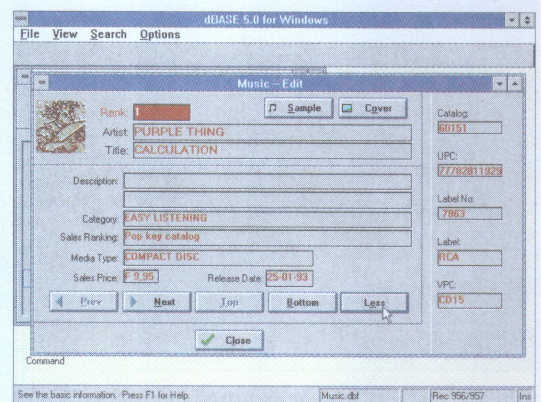 dBASE 5.0 for Windows
File View Search Options
Music -- Edit
Rank: 1
Sample
Cover
Artist: PURPLE THING
Title: CALCULATION
Description:
Category: EASY LISTENING
Sales Ranking: Pop key catalog
Media Type: COMPACT DISC
Sales Price: F 9,95 Release Date: 25-01-93
Catalog:
60151
UPC:
77782811929
Label No:
7863
Label:
RCA
VPC:
CD15
Prev Next Top Bottom Less
Close
Command
See the basic information. Press F1 for Help. Music.dbf Rec 956/957 Ins